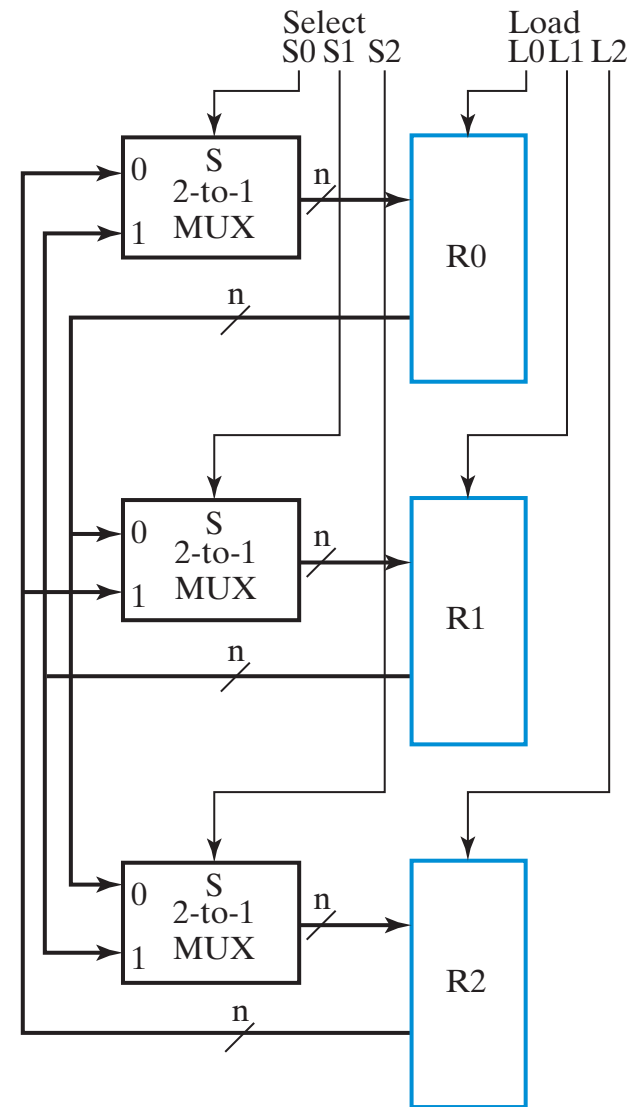 Select Load
S0 S1 S2 L0 L1 L2
S
0 2-to-1 n
1 MUX
R0
n
S
0 2-to-1 n
1 MUX
R1
n
S
0 2-to-1 n
1 MUX
R2
n